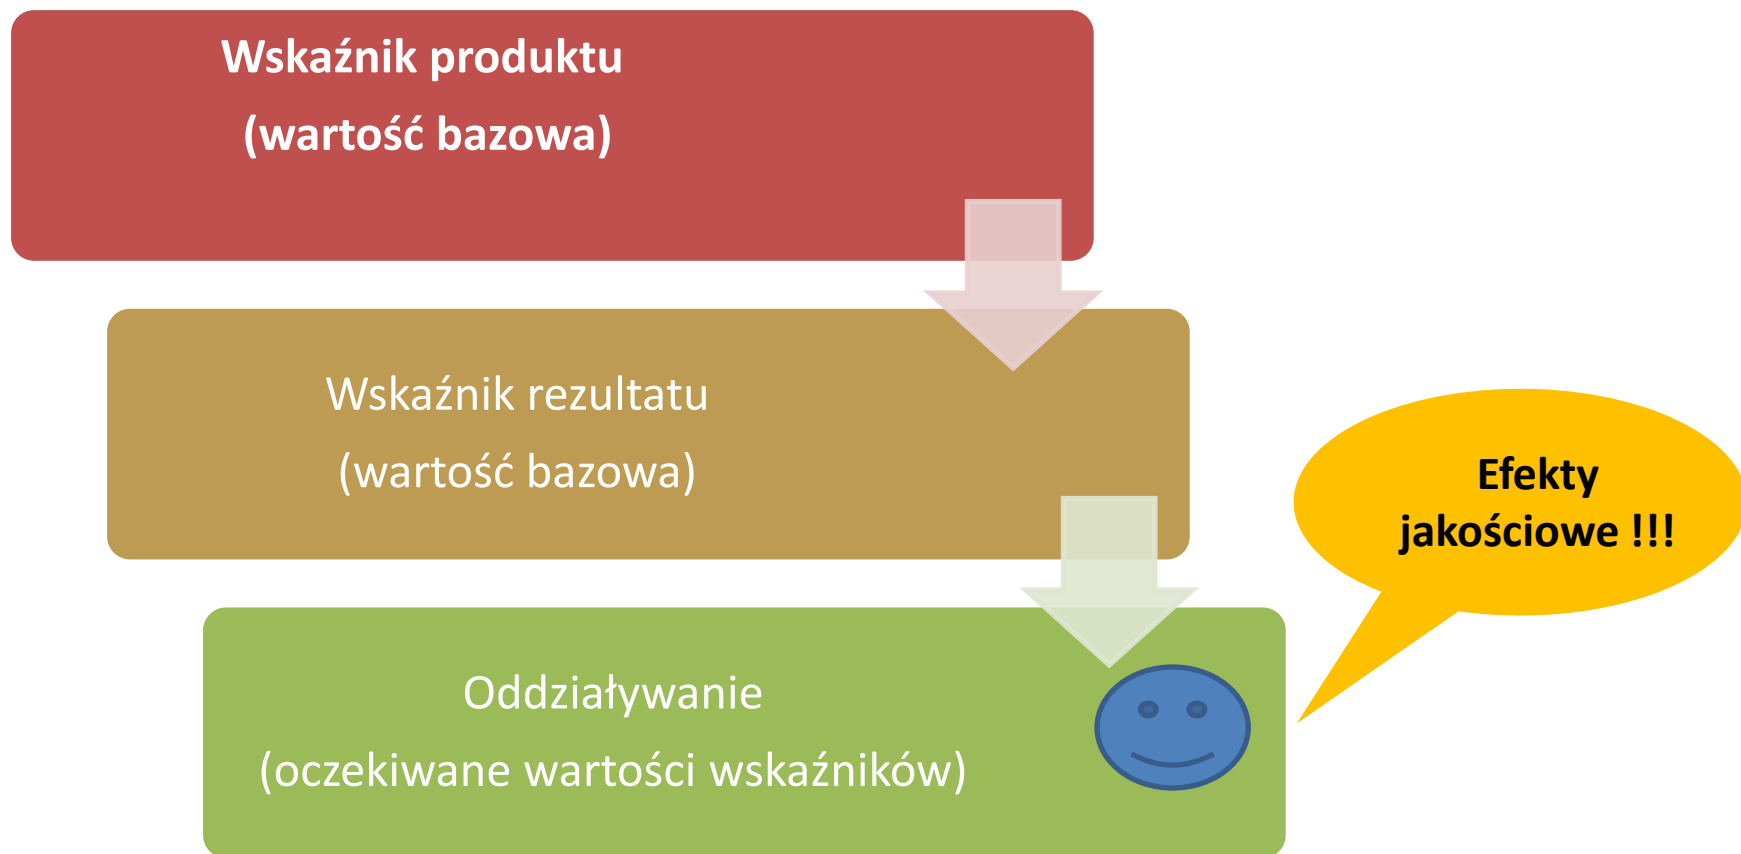 Wskaźnik produktu
(wartość bazowa)
Wskaźnik rezultatu
(wartość bazowa)
Efekty
jakościowe !!!
Oddziaływanie
(oczekiwane wartości wskaźników)